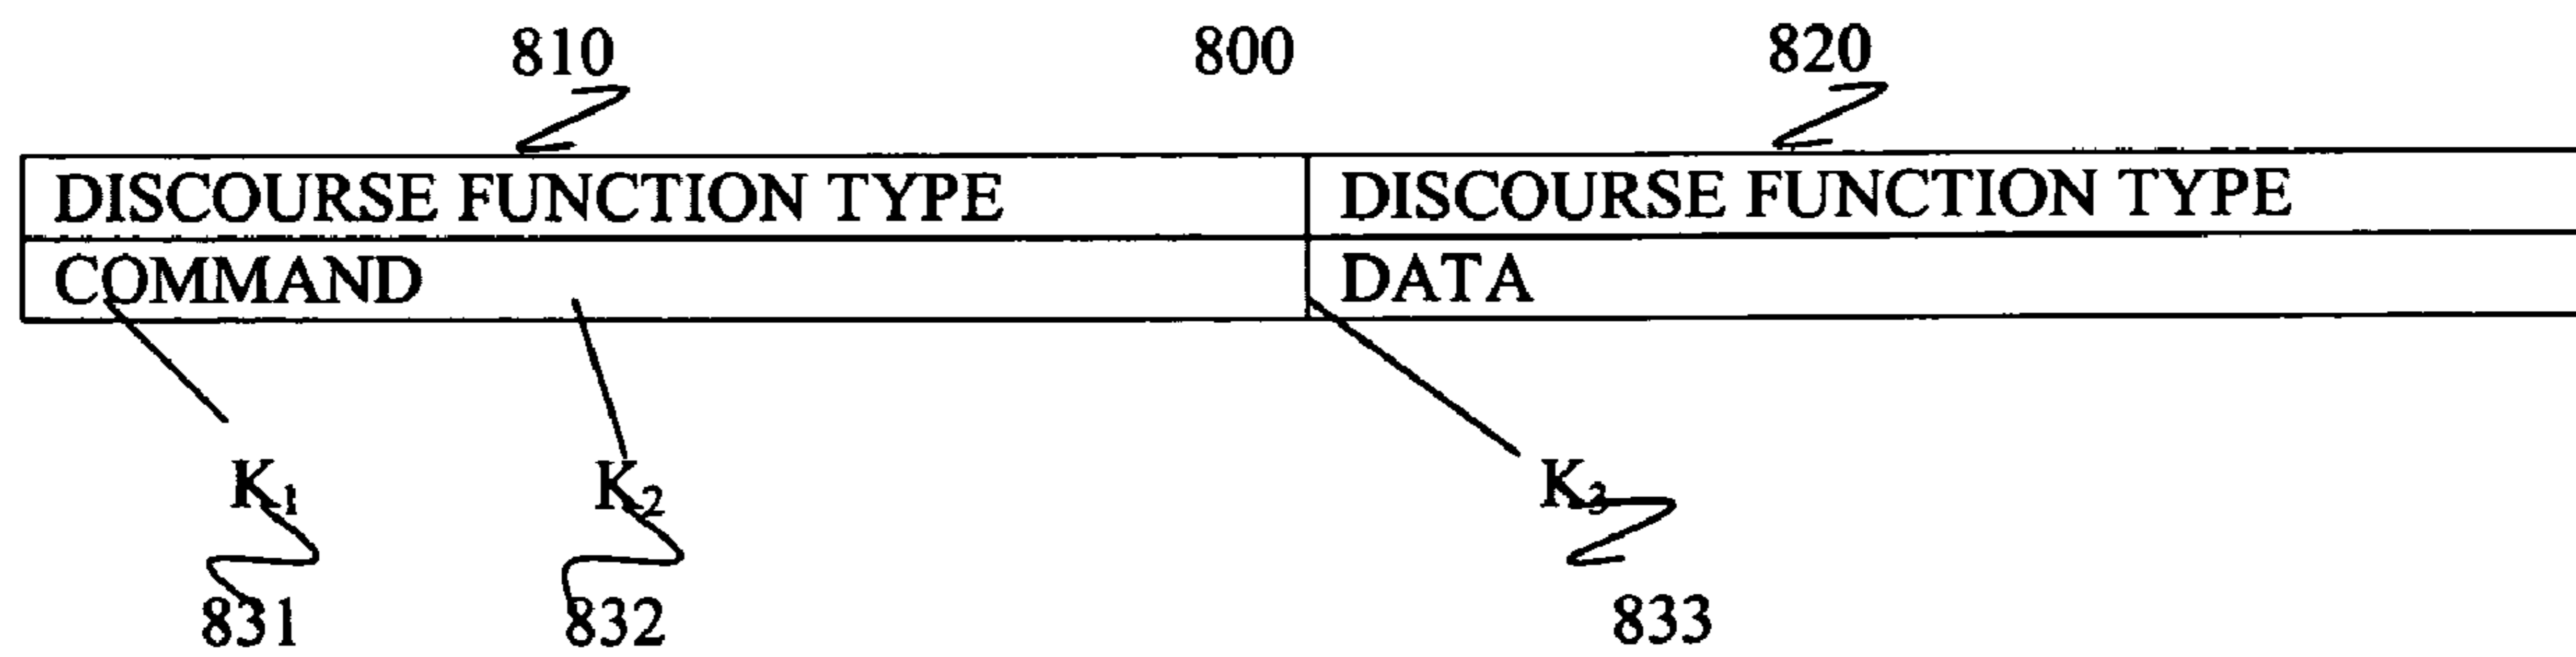 810 800 820
DISCOURSE FUNCTION TYPE DISCOURSE FUNCTION TYPE
COMMAND DATA
K₁ K₂ K₃
831 832 833